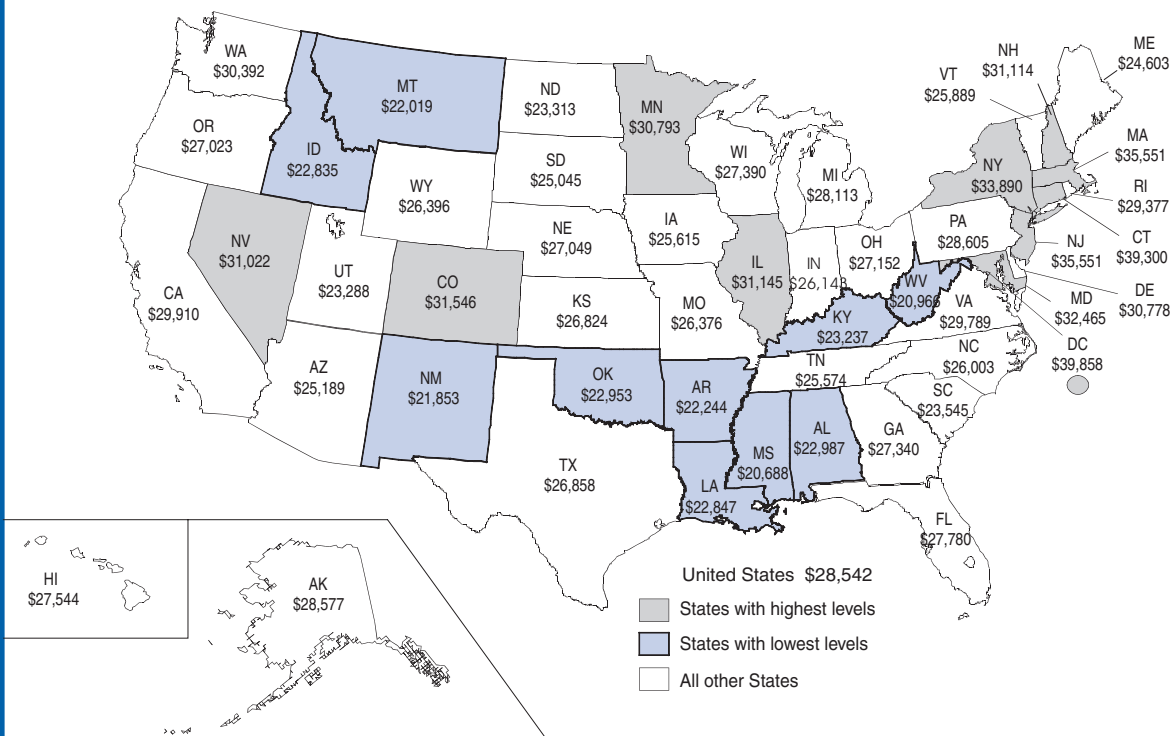 WA
$30,392
MT
$22,019
ND
$23,313
MN
$30,793
NH
$31,114
ME
$24,603
VT
$25,889
OR
$27,023
ID
$22,835
SD
$25,045
WI
$27,390
MI
$28,113
NY
$33,890
MA
$35,551
RI
$29,377
CT
$39,300
WY
$26,396
NE
$27,049
IA
$25,615
PA
$28,605
NJ
$35,551
NV
$31,022
UT
$23,288
CO
$31,546
IL
$31,145
IN
$26,143
OH
$27,152
WV
$20,966
DE
$30,778
MD
$32,465
DC
$39,858
CA
$29,910
KS
$26,824
MO
$26,376
KY
$23,237
VA
$29,789
AZ
$25,189
NM
$21,853
OK
$22,953
AR
$22,244
TN
$25,574
NC
$26,003
SC
$23,545
TX
$26,858
LA
$22,847
MS
$20,688
AL
$22,987
GA
$27,340
FL
$27,780
HI
$27,544
AK
$28,577
United States $28,542
States with highest levels
States with lowest levels
All other States